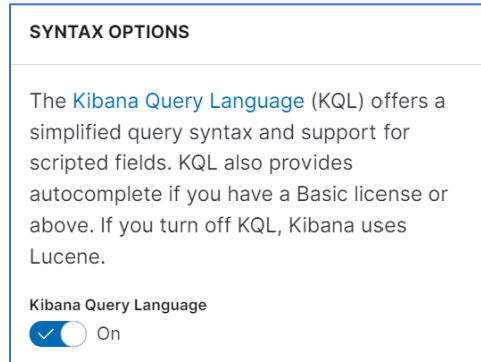 SYNTAX OPTIONS
The Kibana Query Language (KQL) offers a
simplified query syntax and support for
scripted fields. KQL also provides
autocomplete if you have a Basic license or
above. If you turn off KQL, Kibana uses
Lucene.
Kibana Query Language
On